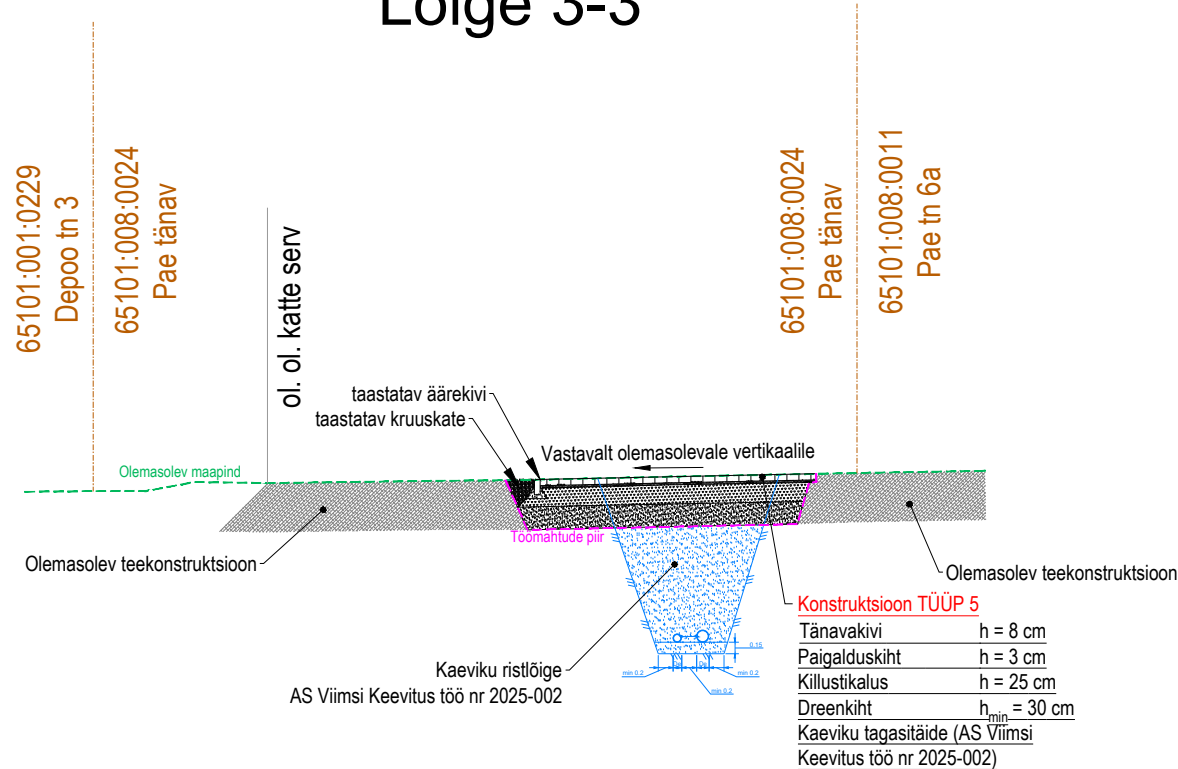 Lõige 3-3
65101:001:0229
Depoo tn 3
65101:008:0024
Pae tänav
ol. ol. katte serv
65101:008:0024
Pae tänav
65101:008:0011
Pae tn 6a
taastatav äärekivi
taastatav kruuskate
Vastavalt olemasolevale vertikaalile
Olemasolev maapind
Töömahtude piir
Olemasolev teekonstruktsioon
Olemasolev teekonstruktsioon
Kaeviku ristlõige
AS Viimsi Keevitus töö nr 2025-002
0.15
min 0.2
min 0.2
min 0.2
Konstruktsioon TÜÜP 5
Tänavakivi h = 8 cm
Paigalduskiht h = 3 cm
Killustikalus h = 25 cm
Dreenkiht hmin = 30 cm
Kaeviku tagasitäide (AS Viimsi
Keevitus töö nr 2025-002)